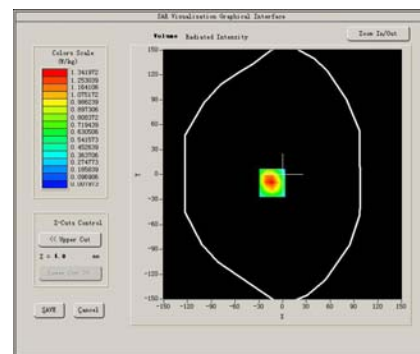 SAR Visualisation Graphical Interface
Colors Scale
(W/kg)
1.341972
1.253039
1.164106
1.075172
0.986239
0.897306
0.808372
0.719439
0.630506
0.541573
0.452639
0.363706
0.274773
0.185839
0.096906
Volume Radiated Intensity
Zoom In/Out
150
120
90
60
30
0
-30
-60
-90
-120
-150
Y
-150 -120 -90 -60 -30 0 30 60 90 120 150
X
Z-Cuts Control
<< Upper Cut
Z = 4.0 mm
SAVE
Cancel